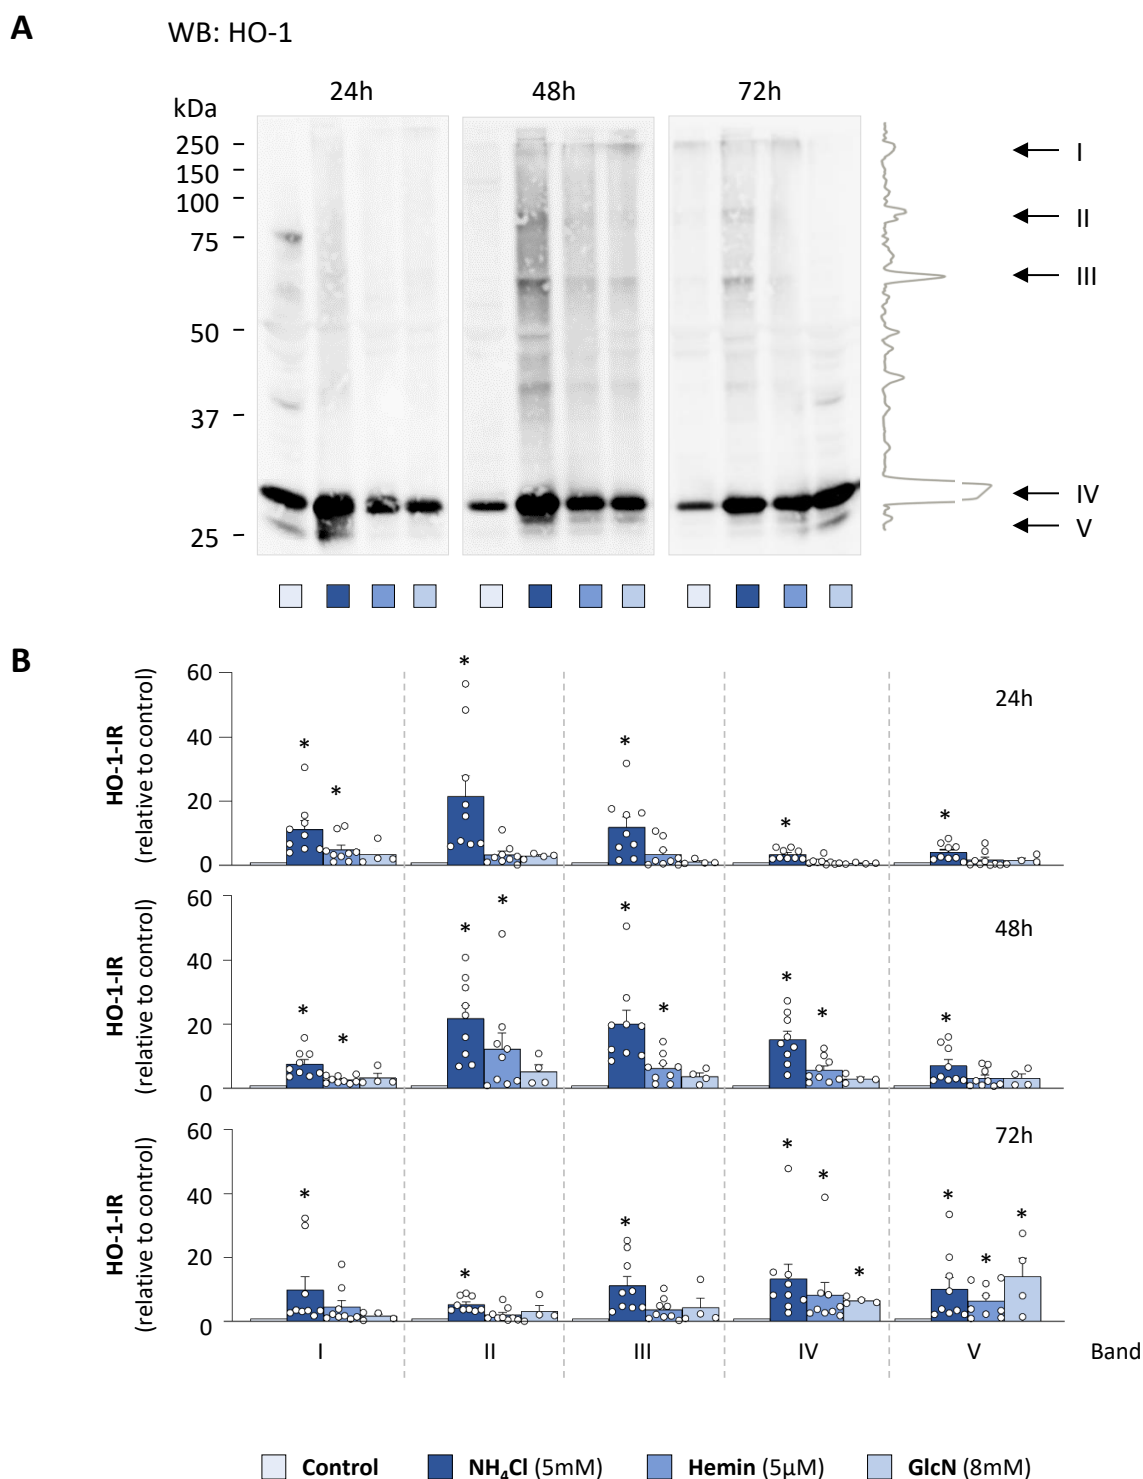 A
WB: HO-1
24h 48h 72h
kDa
250
150
100
75
50
37
25
I
II
III
IV
V
B
HO-1-IR
(relative to control)
60
40
20
0
* * * * * *
24h
HO-1-IR
(relative to control)
60
40
20
0
* * * * * * * * *
48h
HO-1-IR
(relative to control)
60
40
20
0
* * * * * * * * *
72h
I II III IV V Band
Control NH₄Cl (5mM) Hemin (5µM) GlcN (8mM)